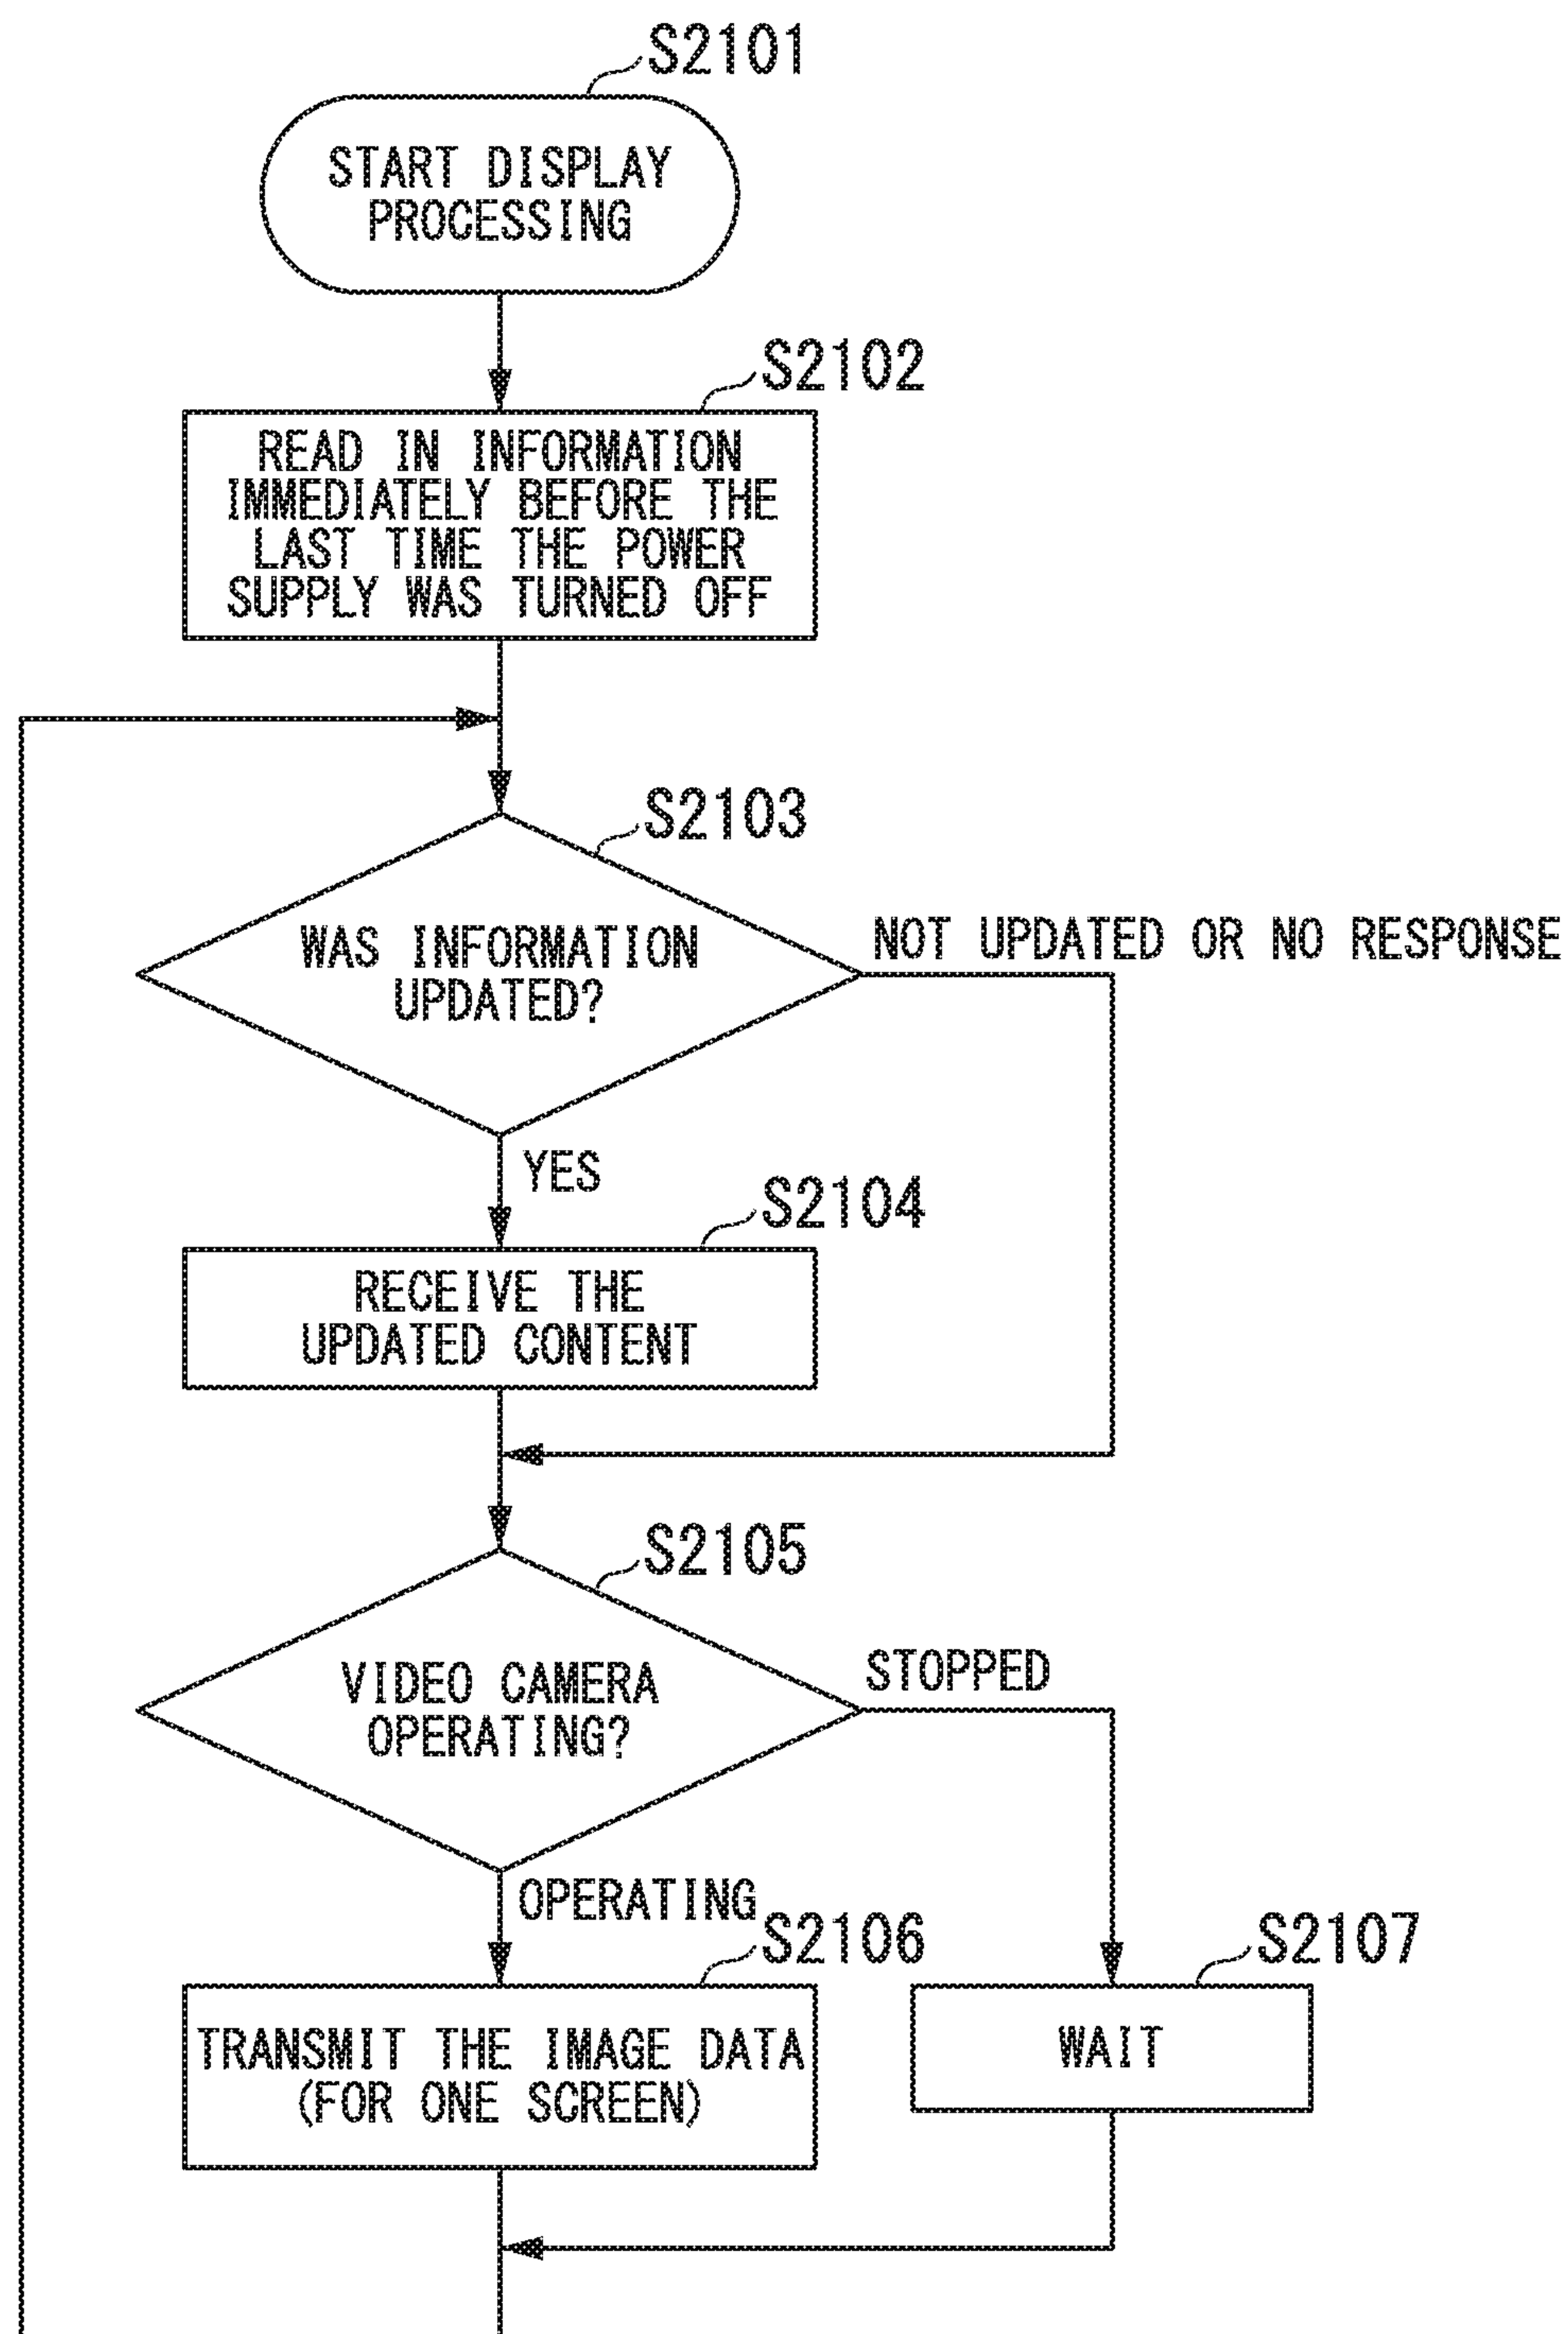 S2101
START DISPLAY
PROCESSING
S2102
READ IN INFORMATION
IMMEDIATELY BEFORE THE
LAST TIME THE POWER
SUPPLY WAS TURNED OFF
S2103
WAS INFORMATION
UPDATED?
NOT UPDATED OR NO RESPONSE
YES
S2104
RECEIVE THE
UPDATED CONTENT
S2105
VIDEO CAMERA
OPERATING?
STOPPED
OPERATING
S2106
TRANSMIT THE IMAGE DATA
(FOR ONE SCREEN)
S2107
WAIT